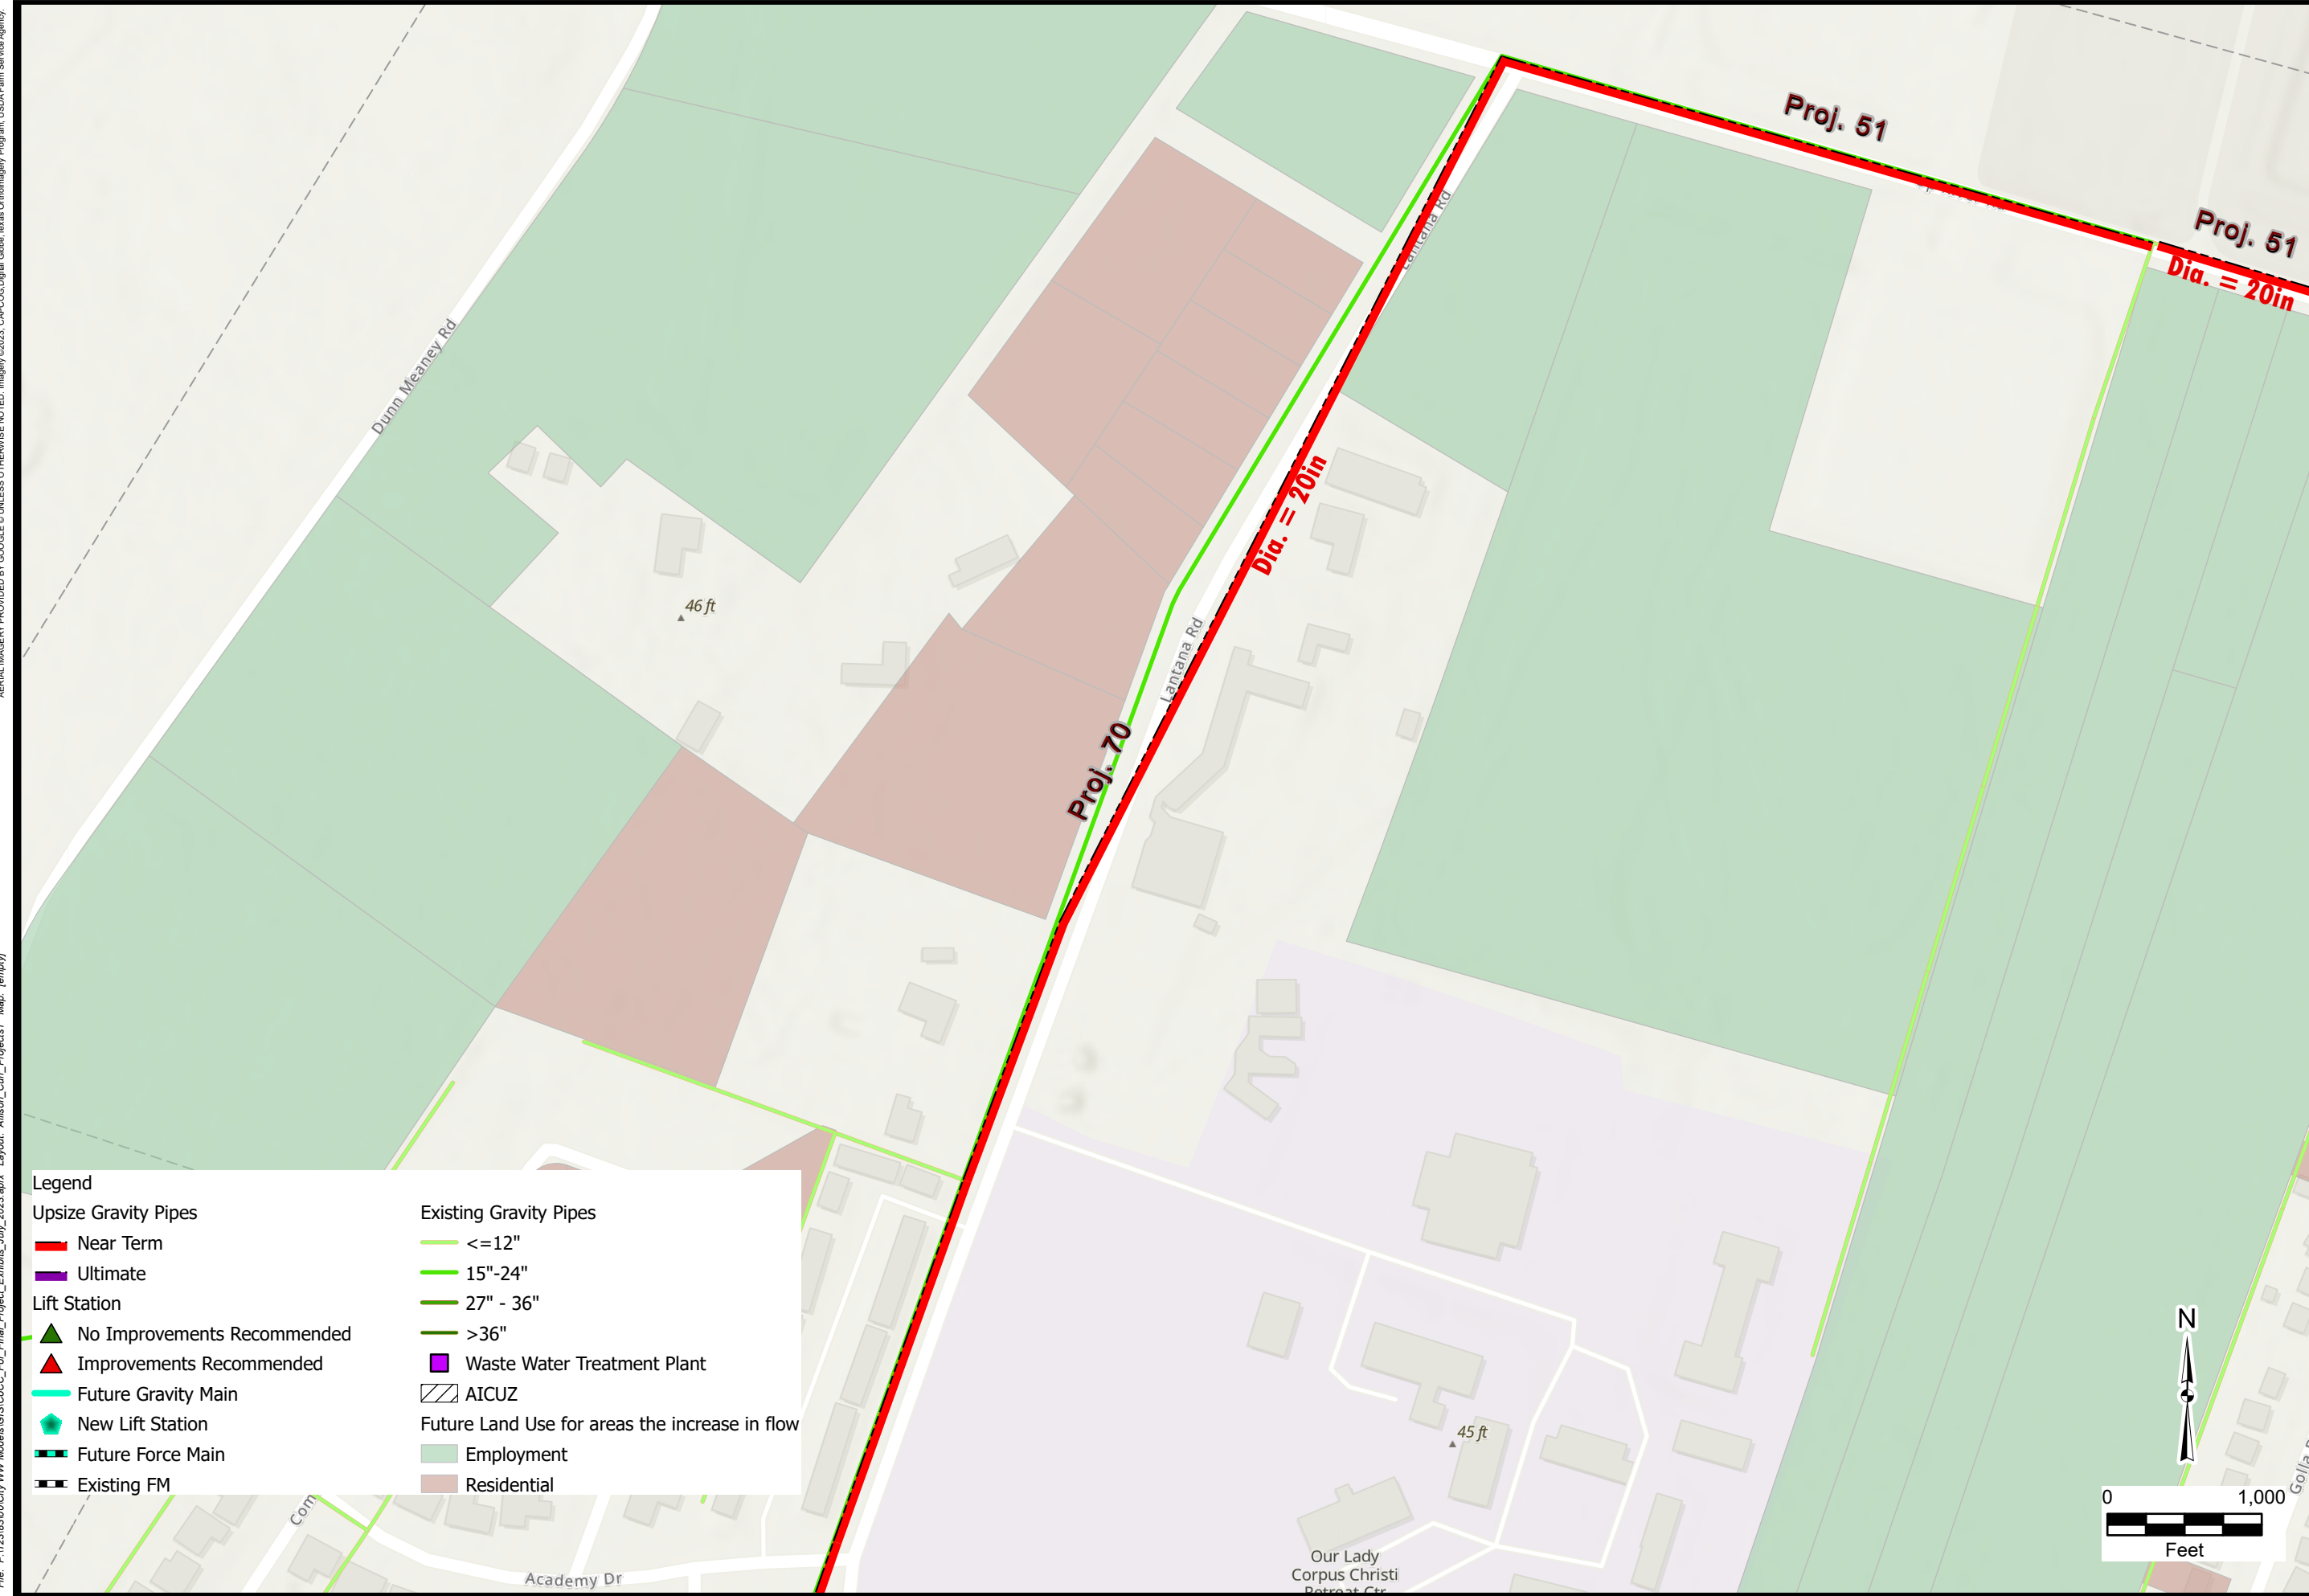 Proj. 51
Proj. 51
Dia. = 20in
Lantana Rd
Dunn Meaney Rd
Dia. = 20in
46 ft
Lantana Rd
Proj. 70
Legend
Upsize Gravity Pipes
Near Term
Ultimate
Lift Station
No Improvements Recommended
Improvements Recommended
Future Gravity Main
New Lift Station
Future Force Main
Existing FM
Existing Gravity Pipes
<=12"
15"-24"
27" - 36"
>36"
Waste Water Treatment Plant
AICUZ
Future Land Use for areas the increase in flow
Employment
Residential
N
0 1,000
Feet
45 ft
Our Lady
Corpus Christi
Retreat Ctr
Com
Academy Dr
Golla